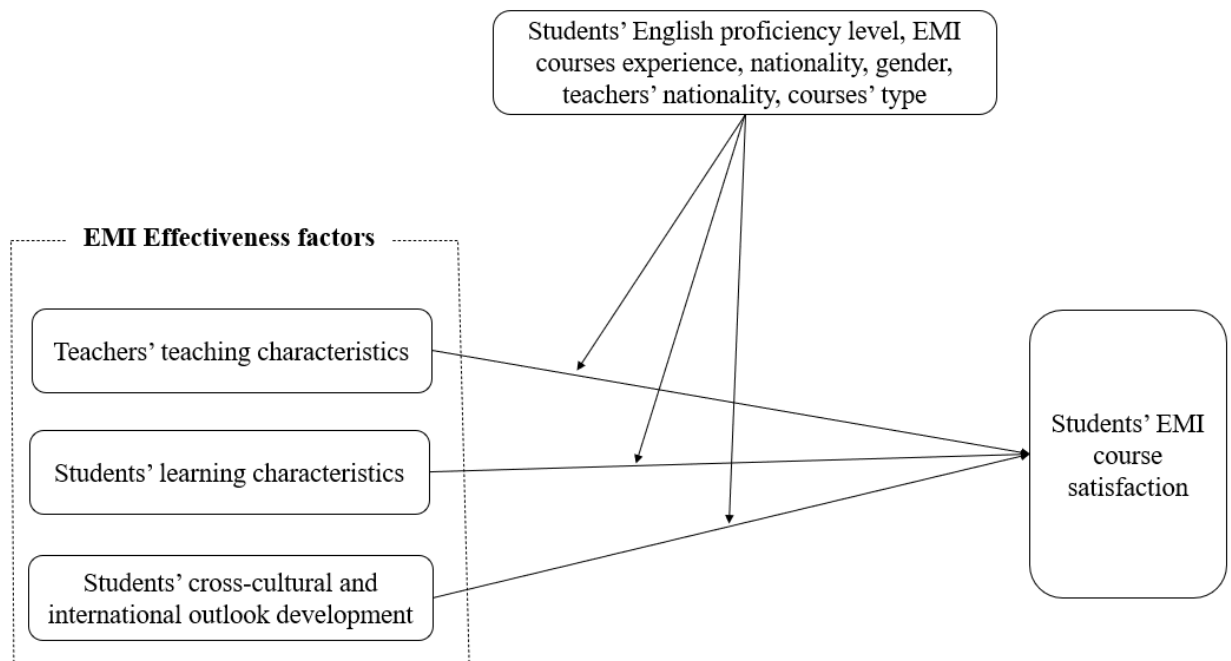 Students’ English proficiency level, EMI
courses experience, nationality, gender,
teachers’ nationality, courses’ type
EMI Effectiveness factors
Teachers’ teaching characteristics
Students’ learning characteristics
Students’ cross-cultural and
international outlook development
Students’ EMI
course
satisfaction